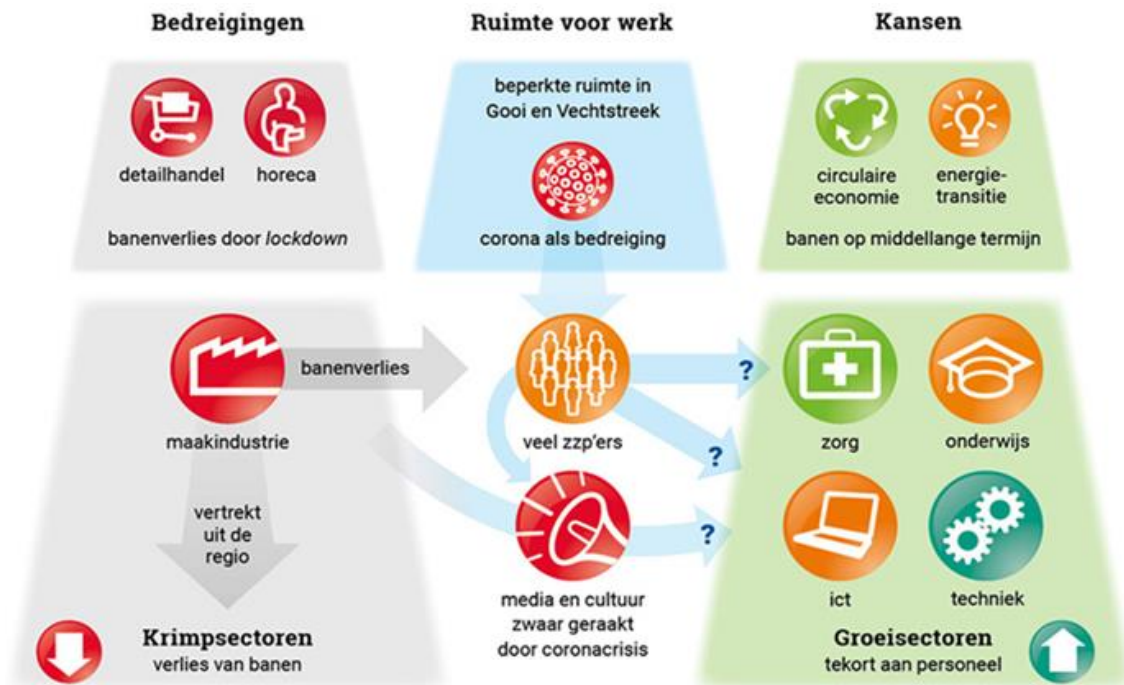 Bedreigingen
detailhandel
horeca
banenverlies door lockdown
Ruimte voor werk
beperkte ruimte in
Gooi en Vechtstreek
corona als bedreiging
Kansen
circulaire
economie
energie-
transitie
banen op middellange termijn
maakindustrie
banenverlies
vertrekt
uit de
regio
Krimpsectoren
verlies van banen
veel zzp'ers
?
?
?
media en cultuur
zwaar geraakt
door coronacrisis
zorg
onderwijs
ict
techniek
Groeisectoren
tekort aan personeel